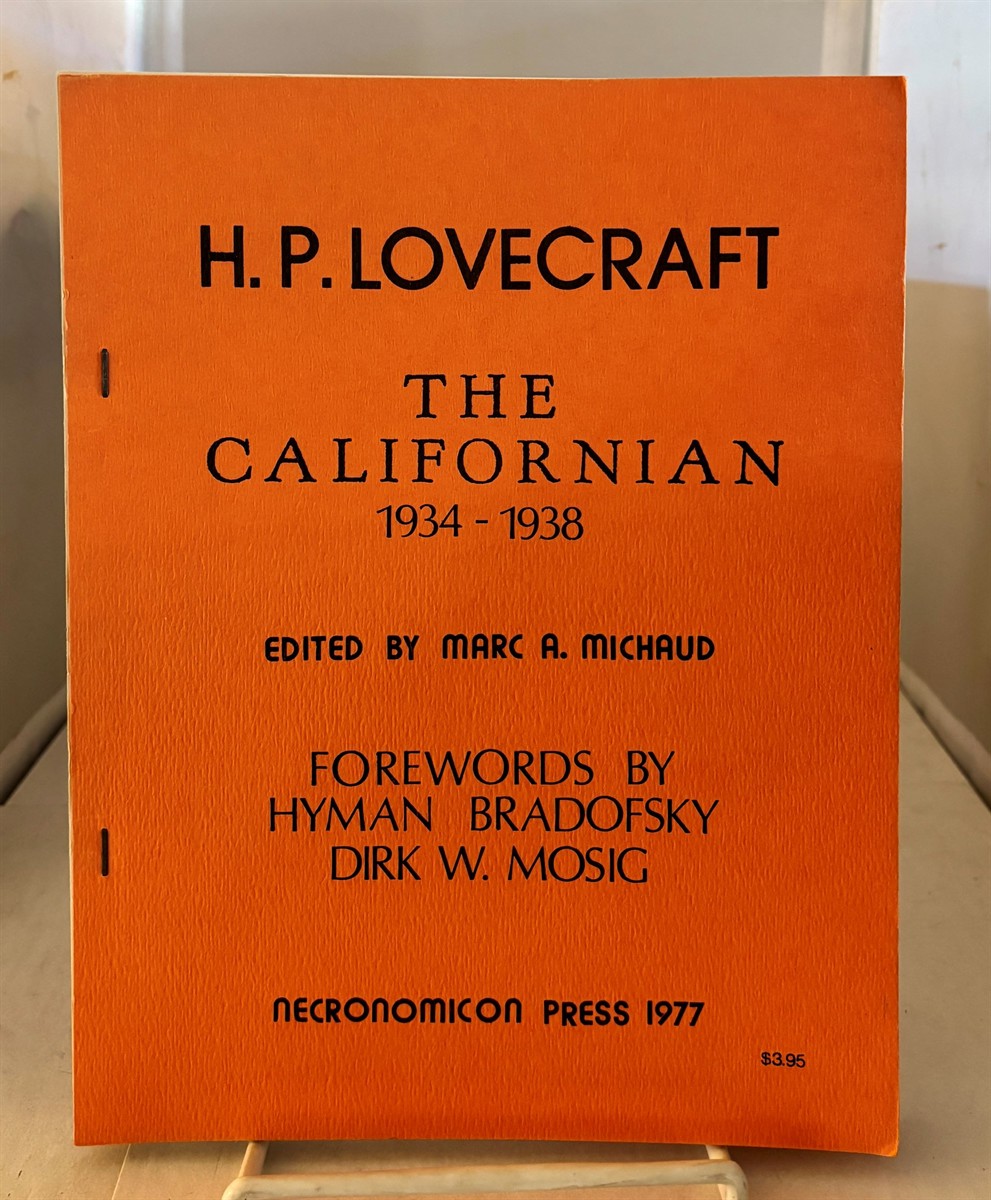 H. P. LOVECRAFT
THE
CALIFORNIAN
1934 - 1938
EDITED BY MARC A. MICHAUD
FOREWORDS BY
HYMAN BRADOFSKY
DIRK W. MOSIG
NECRONOMICON PRESS 1977
$3.95